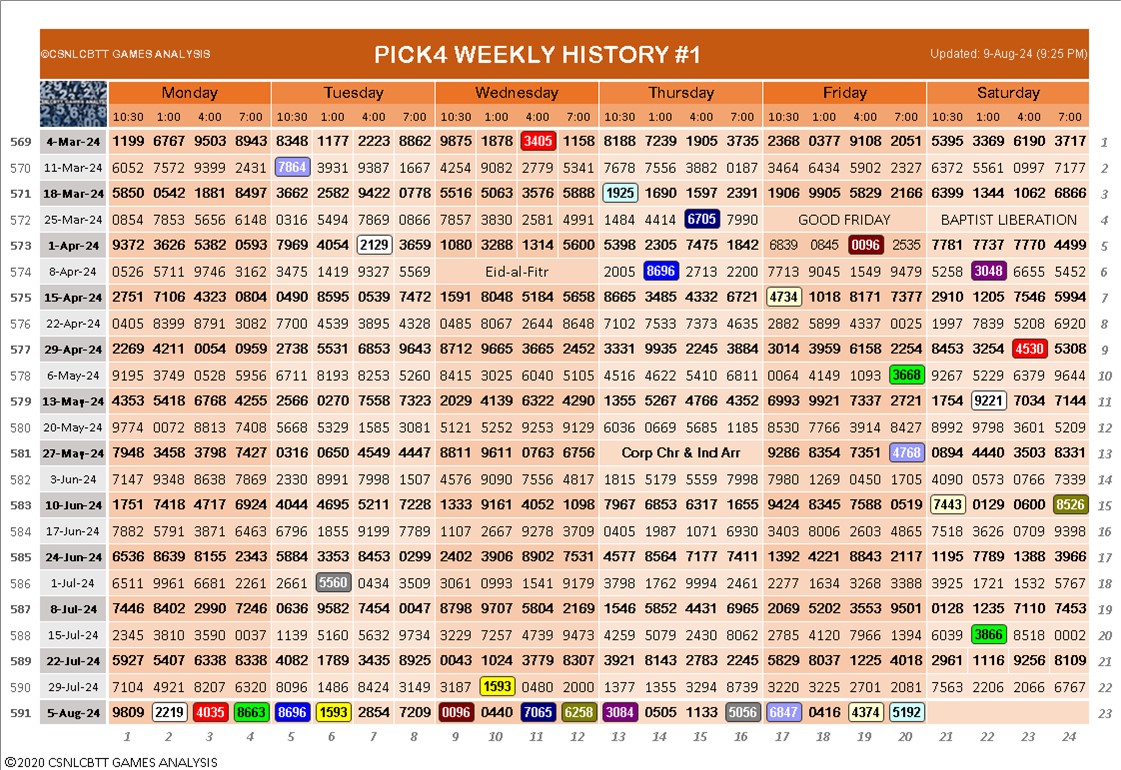 ©CSNLCBTT GAMES ANALYSIS PICK4 WEEKLY HISTORY #1 Updated: 9-Aug-24 (9:25 PM)
CSNLCBTT GAMES ANALYSIS Monday Tuesday Wednesday Thursday Friday Saturday
10:30 1:00 4:00 7:00 10:30 1:00 4:00 7:00 10:30 1:00 4:00 7:00 10:30 1:00 4:00 7:00 10:30 1:00 4:00 7:00 10:30 1:00 4:00 7:00
569 4-Mar-24 1199 6767 9503 8943 8348 1177 2223 8862 9875 1878 3405 1158 8188 7239 1905 3735 2368 0377 9108 2051 5395 3369 6190 3717 1
570 11-Mar-24 6052 7572 9399 2431 7864 3931 9387 1667 4254 9082 2779 5341 7678 7556 3882 0187 3464 6434 5902 2327 6372 5561 0997 7177 2
571 18-Mar-24 5850 0542 1881 8497 3662 2582 9422 0778 5516 5063 3576 5888 1925 1690 1597 2391 1906 9905 5829 2166 6399 1344 1062 6866 3
572 25-Mar-24 0854 7853 5656 6148 0316 5494 7869 0866 7857 3830 2581 4991 1484 4414 6705 7990 GOOD FRIDAY BAPTIST LIBERATION 4
573 1-Apr-24 9372 3626 5382 0593 7969 4054 2129 3659 1080 3288 1314 5600 5398 2305 7475 1842 6839 0845 0096 2535 7781 7737 7770 4499 5
574 8-Apr-24 0526 5711 9746 3162 3475 1419 9327 5569 Eid-al-Fitr 2005 8696 2713 2200 7713 9045 1549 9479 5258 3048 6655 5452 6
575 15-Apr-24 2751 7106 4323 0804 0490 8595 0539 7472 1591 8048 5184 5658 8665 3485 4332 6721 4734 1018 8171 7377 2910 1205 7546 5994 7
576 22-Apr-24 0405 8399 8791 3082 7700 4539 3895 4328 0485 8067 2644 8648 7102 7533 7373 4635 2882 5899 4337 0025 1997 7839 5208 6920 8
577 29-Apr-24 2269 4211 0054 0959 2738 5531 6853 9643 8712 9665 3665 2452 3331 9935 2245 3884 3014 3959 6158 2254 8453 3254 4530 5308 9
578 6-May-24 9195 3749 0528 5956 6711 8193 8253 5260 8415 3025 6040 5105 4516 4622 5410 6811 0064 4149 1093 3668 9267 5229 6379 9644 10
579 13-May-24 4353 5418 6768 4255 2566 0270 7558 7323 2029 4139 6322 4290 1355 5267 4766 4352 6993 9921 7337 2721 1754 9221 7034 7144 11
580 20-May-24 9774 0072 8813 7408 5668 5329 1585 3081 5121 5252 9253 9129 6036 0669 5685 1185 8530 7766 3914 8427 8992 9798 3601 5209 12
581 27-May-24 7948 3458 3798 7427 0316 0650 4549 4447 8811 9611 0763 6756 Corp Chr & Ind Arr 9286 8354 7351 4768 0894 4440 3503 8331 13
582 3-Jun-24 7147 9348 8638 7869 2330 8991 7998 1507 4576 9090 7556 4817 1815 5179 5559 7998 7980 1269 0450 1705 4090 0573 0766 7339 14
583 10-Jun-24 1751 7418 4717 6924 4044 4695 5211 7228 1333 9161 4052 1098 7967 6853 6317 1655 9424 8345 7588 0519 7443 0129 0600 8526 15
584 17-Jun-24 7882 5791 3871 6463 6796 1855 9199 7789 1107 2667 9278 3709 0405 1987 1071 6930 3403 8006 2603 4865 7518 3626 0709 9398 16
585 24-Jun-24 6536 8639 8155 2343 5884 3353 8453 0299 2402 3906 8902 7531 4577 8564 7177 7411 1392 4221 8843 2117 1195 7789 1388 3966 17
586 1-Jul-24 6511 9961 6681 2261 2661 5560 0434 3509 3061 0993 1541 9179 3798 1762 9994 2461 2277 1634 3268 3388 3925 1721 1532 5767 18
587 8-Jul-24 7446 8402 2990 7246 0636 9582 7454 0047 8798 9707 5804 2169 1546 5852 4431 6965 2069 5202 3553 9501 0128 1235 7110 7453 19
588 15-Jul-24 2345 3810 3590 0037 1139 5160 5632 9734 3229 7257 4739 9473 4259 5079 2430 8062 2785 4120 7966 1394 6039 3866 8518 0002 20
589 22-Jul-24 5927 5407 6338 8338 4082 1789 3435 8925 0043 1024 3779 8307 3921 8143 2783 2245 5829 8037 1225 4018 2961 1116 9256 8109 21
590 29-Jul-24 7104 4921 8207 6320 8096 1486 8424 3149 3187 1593 0480 2000 1377 1355 3294 8739 3220 3225 2701 2081 7563 2206 2066 6767 22
591 5-Aug-24 9809 2219 4035 8663 8696 1593 2854 7209 0096 0440 7065 6258 3084 0505 1133 5056 6847 0416 4374 5192 23
1 2 3 4 5 6 7 8 9 10 11 12 13 14 15 16 17 18 19 20 21 22 23 24
©2020 CSNLCBTT GAMES ANALYSIS